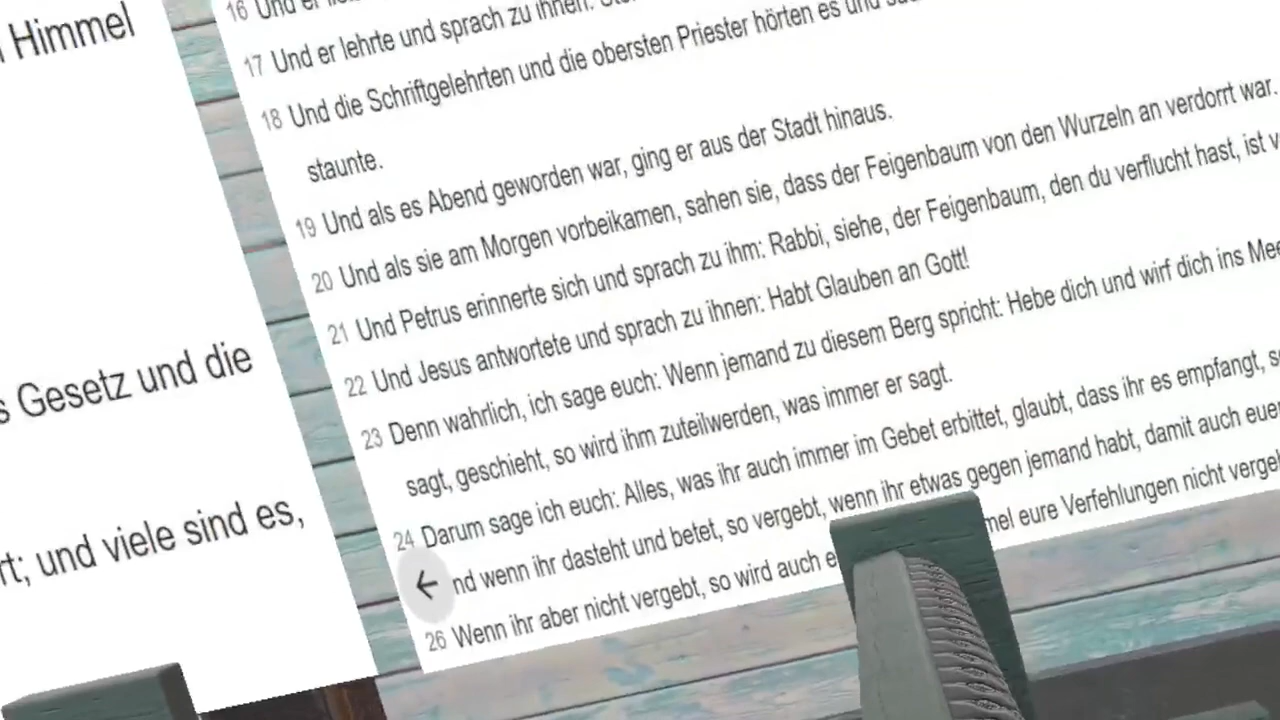 Himmel
s Gesetz und die
rt; und viele sind es,
16 Und er
17 Und er lehrte und sprach zu ihnen:
18 Und die Schriftgelehrten und die obersten Priester hörten es und
staunte.
19 Und als es Abend geworden war, ging er aus der Stadt hinaus.
20 Und als sie am Morgen vorbeikamen, sahen sie, dass der Feigenbaum von den Wurzeln an verdorrt war.
21 Und Petrus erinnerte sich und sprach zu ihm: Rabbi, siehe, der Feigenbaum, den du verflucht hast, ist v
22 Und Jesus antwortete und sprach zu ihnen: Habt Glauben an Gott!
23 Denn wahrlich, ich sage euch: Wenn jemand zu diesem Berg spricht: Hebe dich und wirf dich ins Mee
sagt, geschieht, so wird ihm zuteilwerden, was immer er sagt.
24 Darum sage ich euch: Alles, was ihr auch immer im Gebet erbittet, glaubt, dass ihr es empfangt, s
nd wenn ihr dasteht und betet, so vergebt, wenn ihr etwas gegen jemand habt, damit auch euer
26 Wenn ihr aber nicht vergebt, so wird auch e mel eure Verfehlungen nicht vergeb